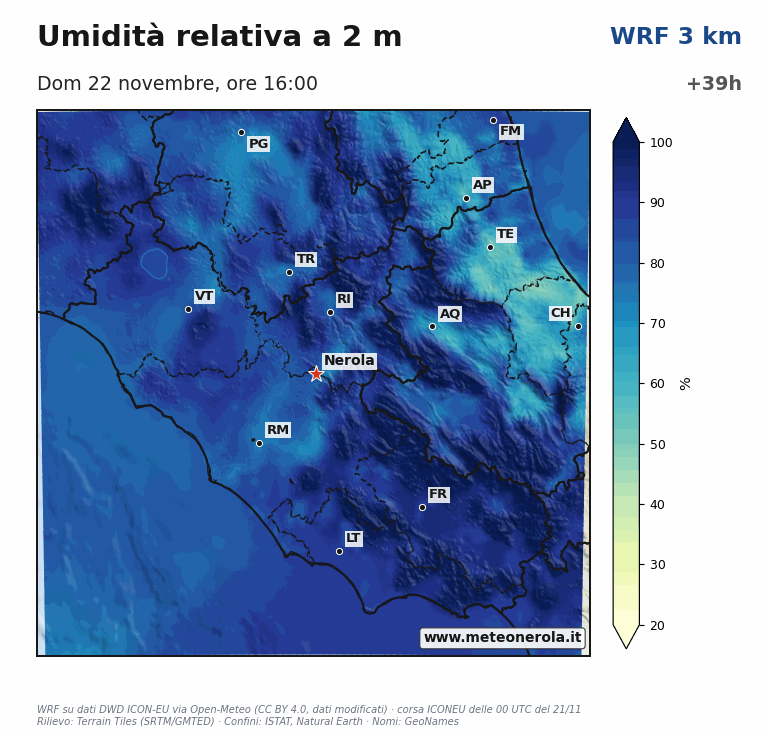 Umidità relativa a 2 m
WRF 3 km
Dom 22 novembre, ore 16:00
+39h
FM
PG
AP
TE
TR
VT
RI
AQ
CH
Nerola
RM
FR
LT
www.meteonerola.it
100
90
80
70
60
50
40
30
20
%
WRF su dati DWD ICON-EU via Open-Meteo (CC BY 4.0, dati modificati) · corsa ICONEU delle 00 UTC del 21/11
Rilievo: Terrain Tiles (SRTM/GMTED) · Confini: ISTAT, Natural Earth · Nomi: GeoNames